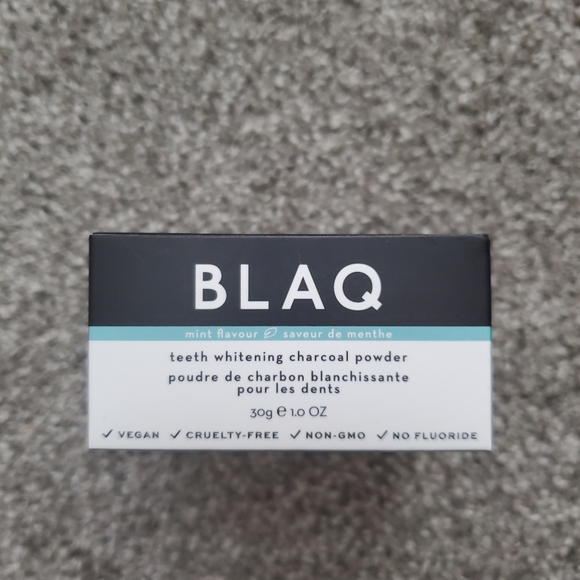 BLAQ
mint flavour saveur de menthe
teeth whitening charcoal powder
poudre de charbon blanchissante
pour les dents
30g ℮ 1.0 OZ
✓ VEGAN ✓ CRUELTY-FREE ✓ NON-GMO ✓ NO FLUORIDE